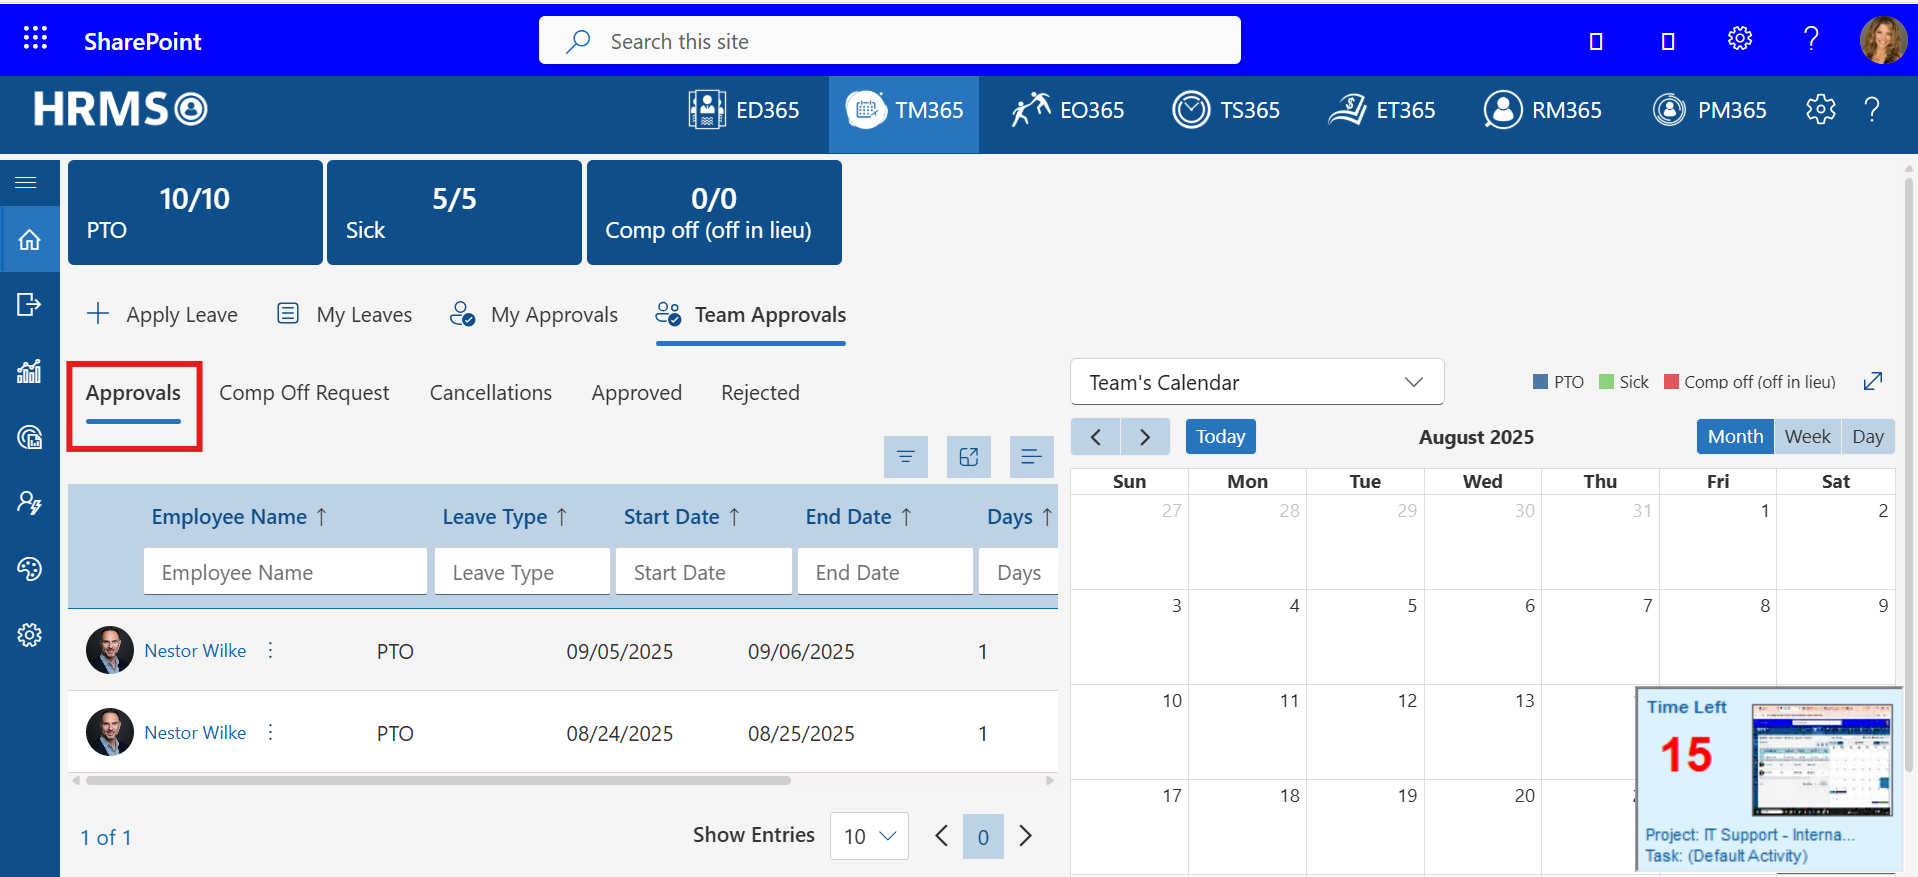 SharePoint
Search this site
?
HRMS
ED365
TM365
EO365
TS365
ET365
RM365
PM365
?
10/10
PTO
5/5
Sick
0/0
Comp off (off in lieu)
Apply Leave
My Leaves
My Approvals
Team Approvals
Approvals
Comp Off Request
Cancellations
Approved
Rejected
Employee Name ↑
Leave Type ↑
Start Date ↑
End Date ↑
Days ↑
Employee Name
Leave Type
Start Date
End Date
Days
Nestor Wilke
PTO
09/05/2025
09/06/2025
1
Nestor Wilke
PTO
08/24/2025
08/25/2025
1
1 of 1
Show Entries
10
0
Team's Calendar
PTO
Sick
Comp off (off in lieu)
Today
August 2025
Month
Week
Day
Sun Mon Tue Wed Thu Fri Sat
27 28 29 30 31 1 2
3 4 5 6 7 8 9
10 11 12 13
17 18 19 20
Time Left
15
Project: IT Support - Interna...
Task: (Default Activity)